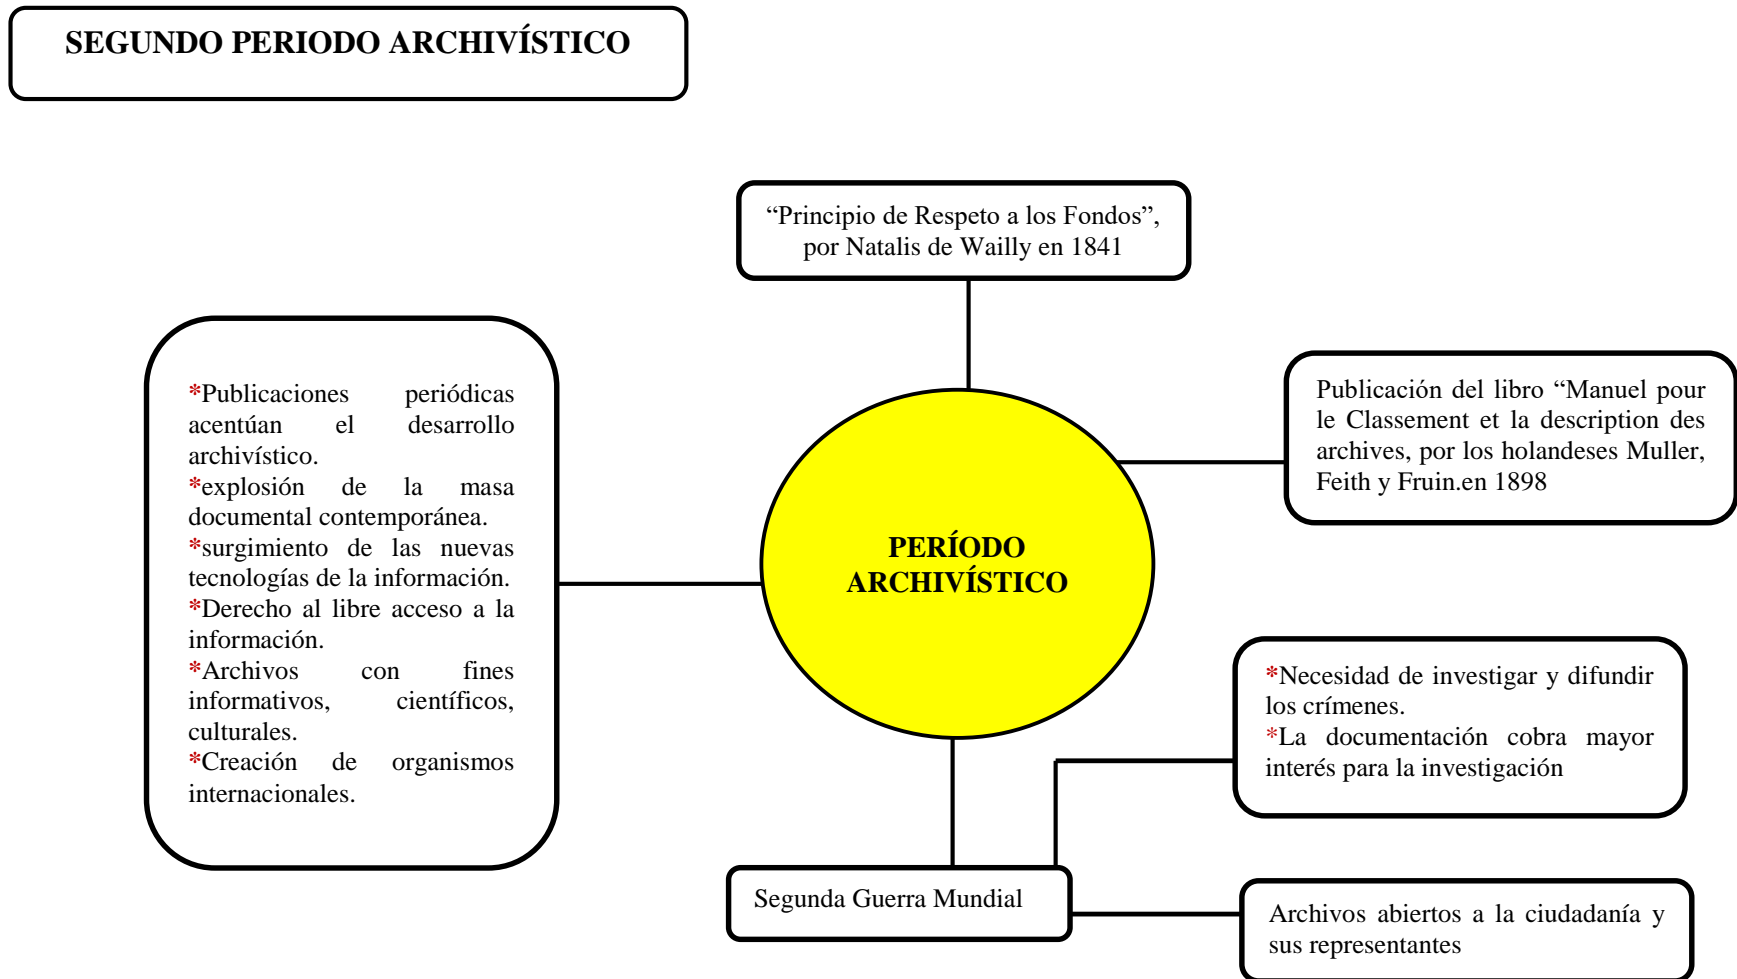 SEGUNDO PERIODO ARCHIVÍSTICO
“Principio de Respeto a los Fondos”,
por Natalis de Wailly en 1841
*Publicaciones periódicas
acentúan el desarrollo
archivístico.
*explosión de la masa
documental contemporánea.
*surgimiento de las nuevas
tecnologías de la información.
*Derecho al libre acceso a la
información.
*Archivos con fines
informativos, científicos,
culturales.
*Creación de organismos
internacionales.
Publicación del libro “Manuel pour
le Classement et la description des
archives, por los holandeses Muller,
Feith y Fruin.en 1898
PERÍODO
ARCHIVÍSTICO
*Necesidad de investigar y difundir
los crímenes.
*La documentación cobra mayor
interés para la investigación
Segunda Guerra Mundial
Archivos abiertos a la ciudadanía y
sus representantes